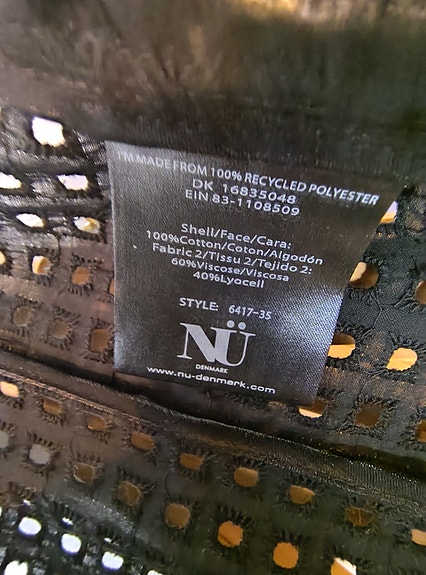 I'M MADE FROM 100% RECYCLED POLYESTER
DK 16835048
EIN 83-1108509
Shell/Face/Cara:
100%Cotton/Coton/Algodón
Fabric 2/Tissu 2/Tejido 2:
60%Viscose/Viscosa
40%Lyocell
STYLE: 6417-35
NÜ
DENMARK
www.nu-denmark.com